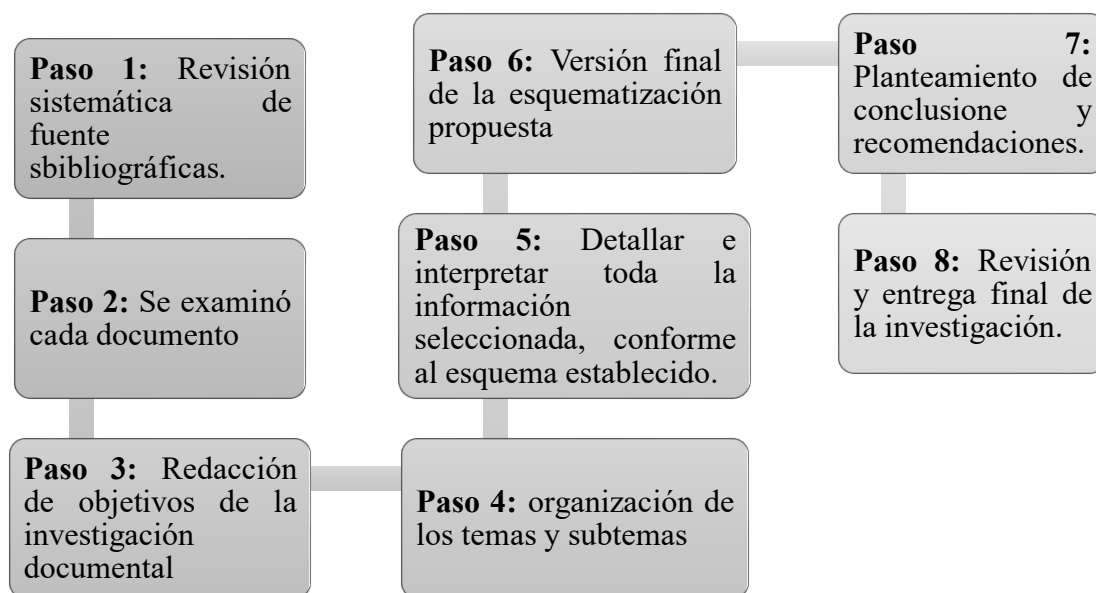 Paso 1: Revisión
sistemática de
fuente
sbibliográficas.
Paso 2: Se examinó
cada documento
Paso 3: Redacción
de objetivos de la
investigación
documental
Paso 4: organización de
los temas y subtemas
Paso 5: Detallar e
interpretar toda la
información
seleccionada, conforme
al esquema establecido.
Paso 6: Versión final
de la esquematización
propuesta
Paso 7:
Planteamiento de
conclusione y
recomendaciones.
Paso 8: Revisión
y entrega final de
la investigación.